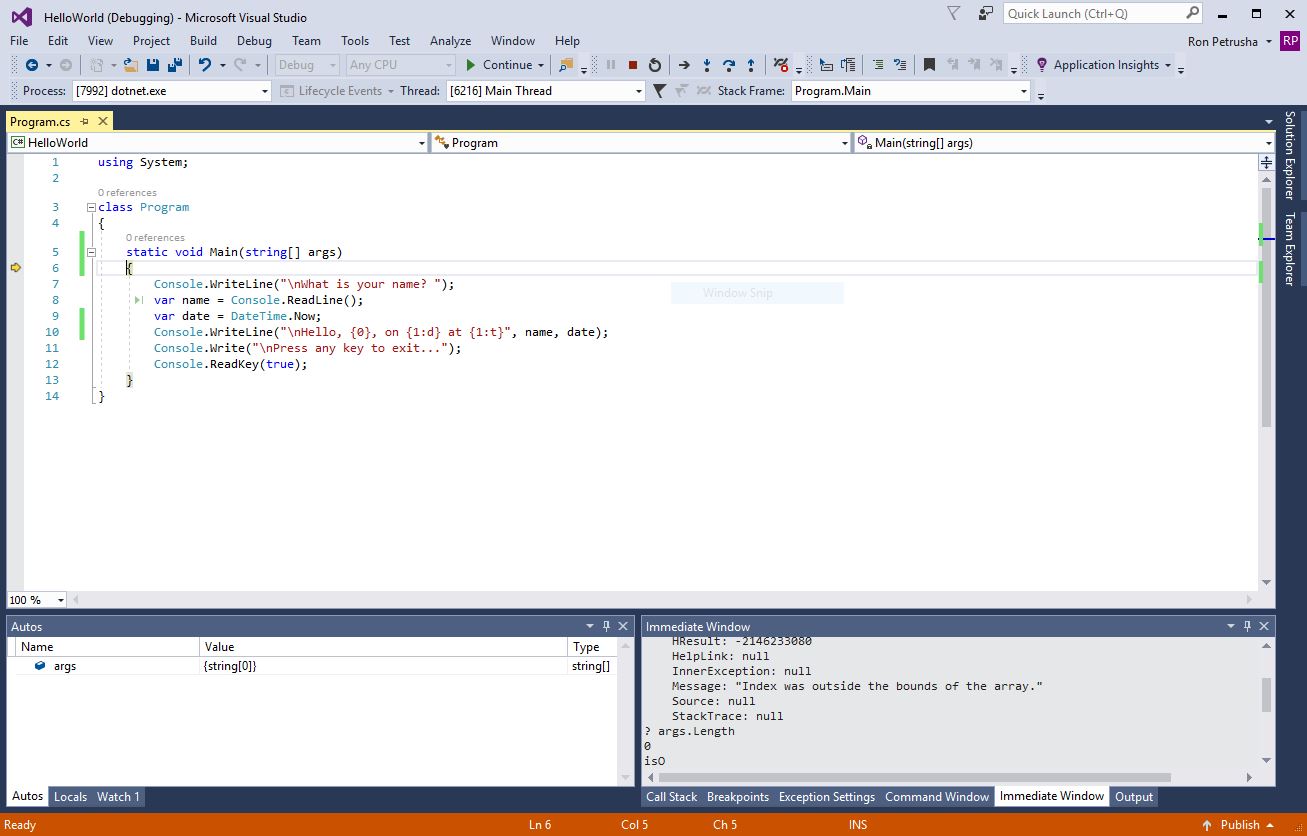 HelloWorld (Debugging) - Microsoft Visual Studio
Quick Launch (Ctrl+Q)
File Edit View Project Build Debug Team Tools Test Analyze Window Help
Ron Petrusha RP
Debug Any CPU Continue Application Insights
Process: [7992] dotnet.exe Lifecycle Events Thread: [6216] Main Thread Stack Frame: Program.Main
Program.cs
C# HelloWorld Program Main(string[] args)
1 using System;
2
0 references
3 class Program
4 {
0 references
5 static void Main(string[] args)
6 {
7 Console.WriteLine("\nWhat is your name? ");
8 var name = Console.ReadLine();
9 var date = DateTime.Now;
10 Console.WriteLine("\nHello, {0}, on {1:d} at {1:t}", name, date);
11 Console.Write("\nPress any key to exit...");
12 Console.ReadKey(true);
13 }
14 }
Window Snip
Solution Explorer
Team Explorer
100 %
Autos
Name Value Type
args {string[0]} string[]
Autos Locals Watch 1
Immediate Window
HResult: -2146233080
HelpLink: null
InnerException: null
Message: "Index was outside the bounds of the array."
Source: null
StackTrace: null
? args.Length
0
isO
Call Stack Breakpoints Exception Settings Command Window Immediate Window Output
Ready Ln 6 Col 5 Ch 5 INS Publish